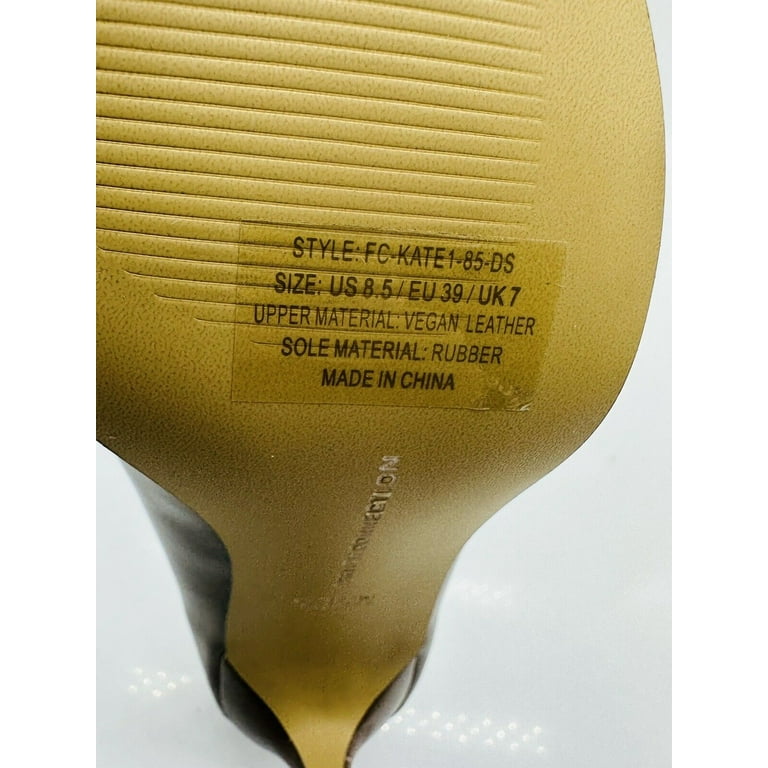 STYLE: FC-KATE1-85-DS
SIZE: US 8.5 / EU 39 / UK 7
UPPER MATERIAL: VEGAN LEATHER
SOLE MATERIAL: RUBBER
MADE IN CHINA